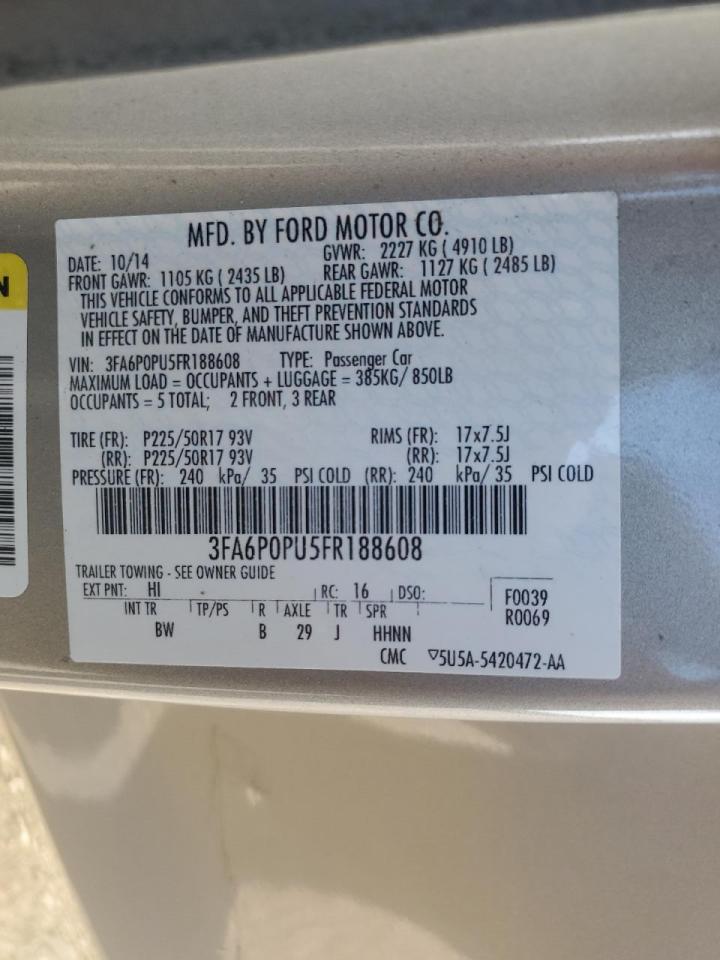 MFD. BY FORD MOTOR CO.
DATE: 10/14 GVWR: 2227 KG ( 4910 LB)
FRONT GAWR: 1105 KG ( 2435 LB) REAR GAWR: 1127 KG ( 2485 LB)
THIS VEHICLE CONFORMS TO ALL APPLICABLE FEDERAL MOTOR
VEHICLE SAFETY, BUMPER, AND THEFT PREVENTION STANDARDS
IN EFFECT ON THE DATE OF MANUFACTURE SHOWN ABOVE.
VIN: 3FA6P0PU5FR188608 TYPE: Passenger Car
MAXIMUM LOAD = OCCUPANTS + LUGGAGE = 385KG/ 850LB
OCCUPANTS = 5 TOTAL; 2 FRONT, 3 REAR
TIRE (FR): P225/50R17 93V RIMS (FR): 17x7.5J
(RR): P225/50R17 93V (RR): 17x7.5J
PRESSURE (FR): 240 kPa/ 35 PSI COLD (RR): 240 kPa/ 35 PSI COLD
3FA6P0PU5FR188608
TRAILER TOWING - SEE OWNER GUIDE
EXT PNT: HI RC: 16 DSO: F0039
INT TR TP/PS R AXLE TR SPR R0069
BW B 29 J HHNN
CMC ▽5U5A-5420472-AA
N